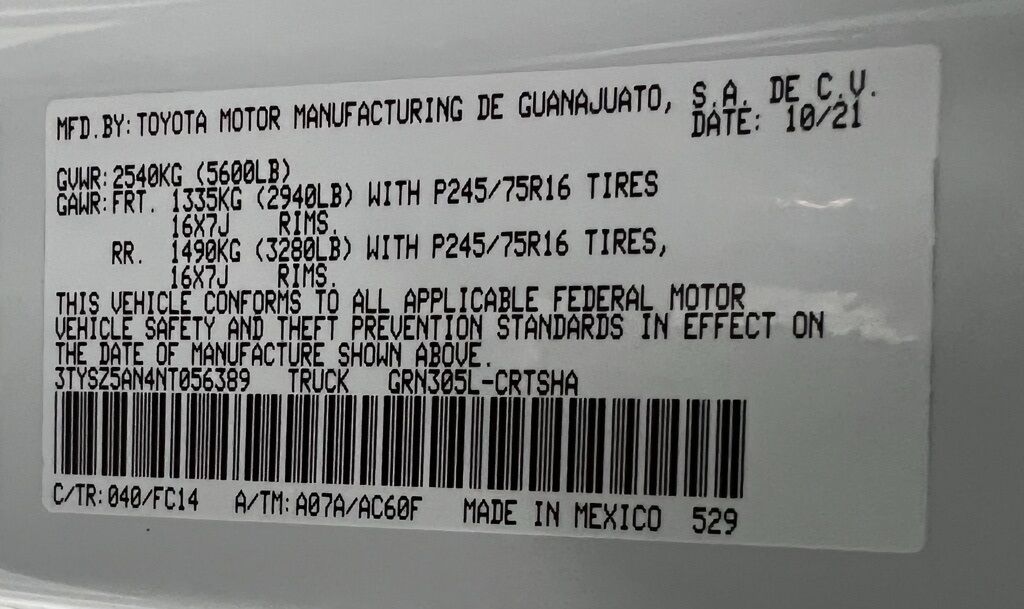 MFD.BY: TOYOTA MOTOR MANUFACTURING DE GUANAJUATO, S.A. DE C.V.
DATE: 10/21
GVWR: 2540KG (5600LB)
GAWR: FRT. 1335KG (2940LB) WITH P245/75R16 TIRES
16X7J RIMS.
RR. 1490KG (3280LB) WITH P245/75R16 TIRES,
16X7J RIMS.
THIS VEHICLE CONFORMS TO ALL APPLICABLE FEDERAL MOTOR
VEHICLE SAFETY AND THEFT PREVENTION STANDARDS IN EFFECT ON
THE DATE OF MANUFACTURE SHOWN ABOVE.
3TYSZ5AN4NT056389 TRUCK GRN305L-CRTSHA
C/TR: 040/FC14 A/TM: A07A/AC60F MADE IN MEXICO 529